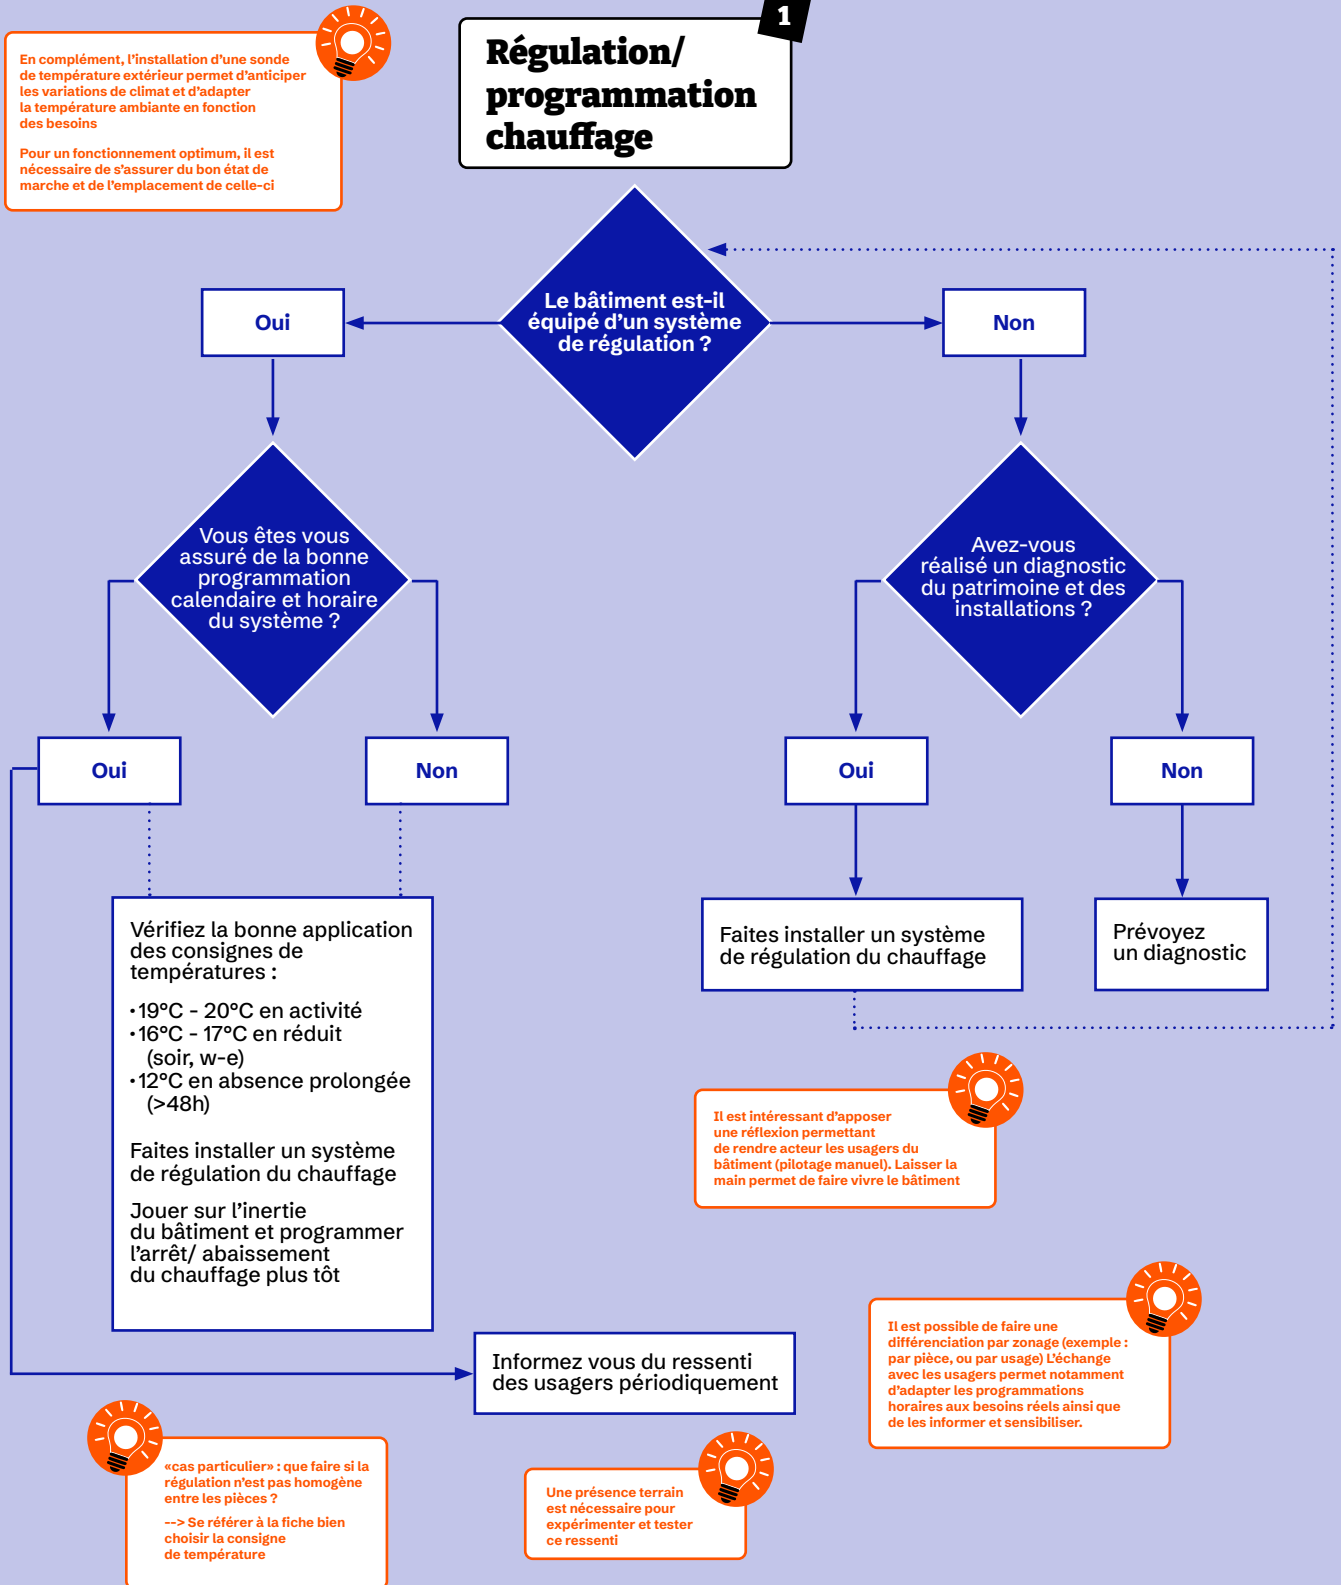 En complément, l’installation d’une sonde
de température extérieur permet d’anticiper
les variations de climat et d’adapter
la température ambiante en fonction
des besoins
Pour un fonctionnement optimum, il est
nécessaire de s’assurer du bon état de
marche et de l’emplacement de celle-ci
1
Régulation/
programmation
chauffage
Le bâtiment est-il
équipé d’un système
de régulation ?
Oui
Non
Vous êtes vous
assuré de la bonne
programmation
calendaire et horaire
du système ?
Avez-vous
réalisé un diagnostic
du patrimoine et des
installations ?
Oui
Non
Oui
Non
Vérifiez la bonne application
des consignes de
températures :
·19°C - 20°C en activité
·16°C - 17°C en réduit
(soir, w-e)
·12°C en absence prolongée
(>48h)
Faites installer un système
de régulation du chauffage
Jouer sur l’inertie
du bâtiment et programmer
l’arrêt/ abaissement
du chauffage plus tôt
Faites installer un système
de régulation du chauffage
Prévoyez
un diagnostic
Il est intéressant d’apposer
une réflexion permettant
de rendre acteur les usagers du
bâtiment (pilotage manuel). Laisser la
main permet de faire vivre le bâtiment
Il est possible de faire une
différenciation par zonage (exemple :
par pièce, ou par usage) L’échange
avec les usagers permet notamment
d’adapter les programmations
horaires aux besoins réels ainsi que
de les informer et sensibiliser.
Informez vous du ressenti
des usagers périodiquement
«cas particulier» : que faire si la
régulation n’est pas homogène
entre les pièces ?
--> Se référer à la fiche bien
choisir la consigne
de température
Une présence terrain
est nécessaire pour
expérimenter et tester
ce ressenti